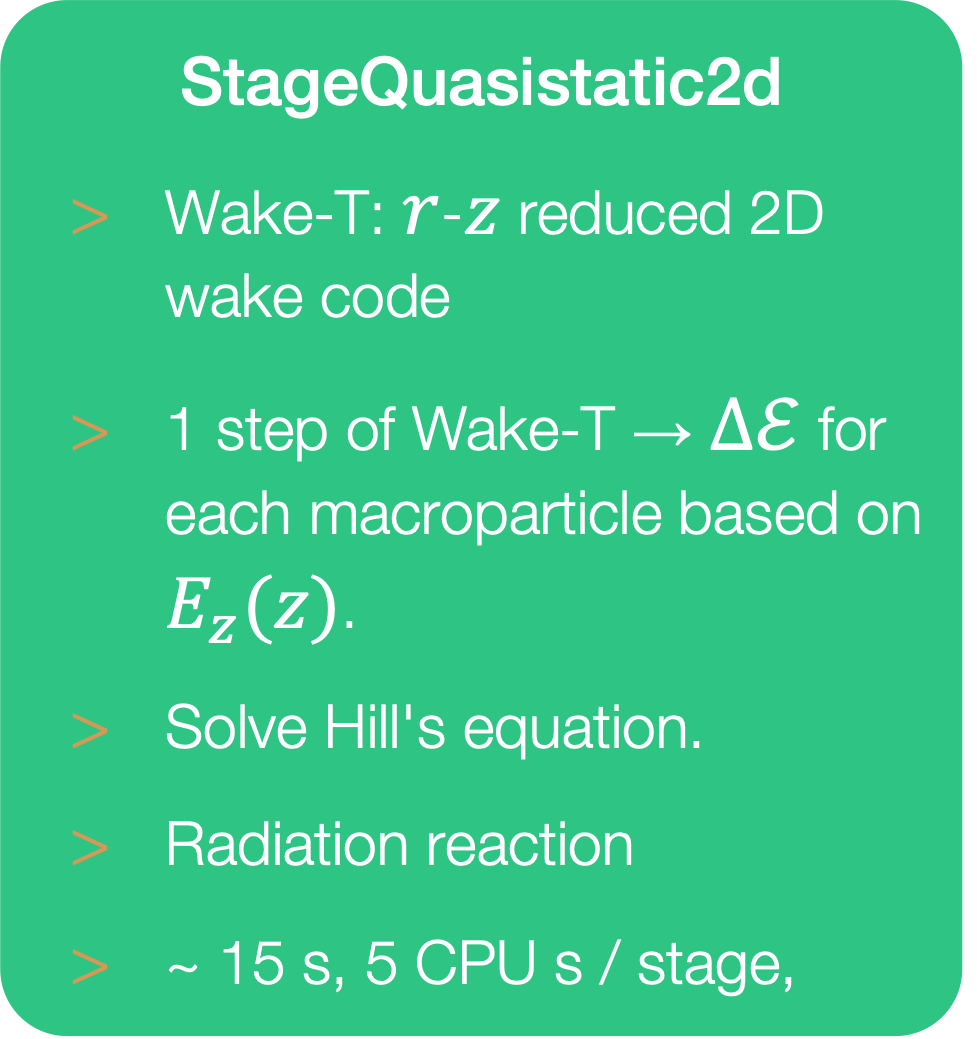 StageQuasistatic2d
> Wake-T: r-z reduced 2D
wake code
> 1 step of Wake-T → Δℰ for
each macroparticle based on
E_z(z).
> Solve Hill's equation.
> Radiation reaction
> ~ 15 s, 5 CPU s / stage,